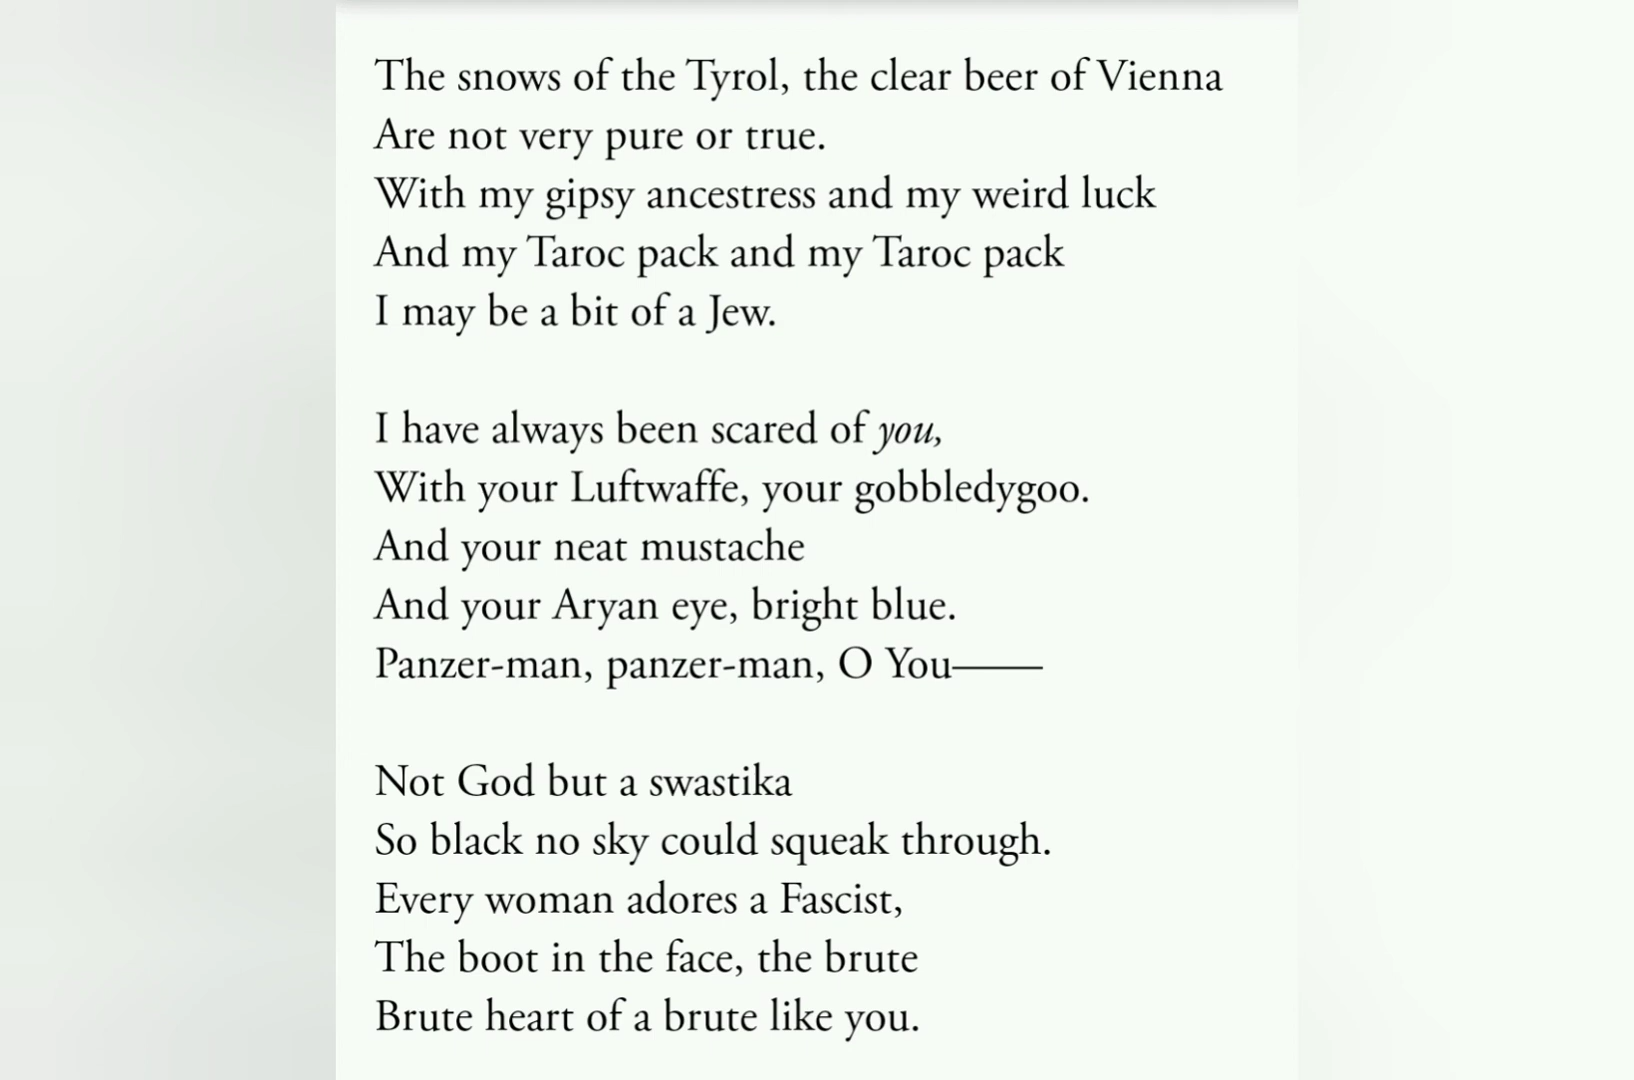 The snows of the Tyrol, the clear beer of Vienna
Are not very pure or true.
With my gipsy ancestress and my weird luck
And my Taroc pack and my Taroc pack
I may be a bit of a Jew.

I have always been scared of you,
With your Luftwaffe, your gobbledygoo.
And your neat mustache
And your Aryan eye, bright blue.
Panzer-man, panzer-man, O You——

Not God but a swastika
So black no sky could squeak through.
Every woman adores a Fascist,
The boot in the face, the brute
Brute heart of a brute like you.